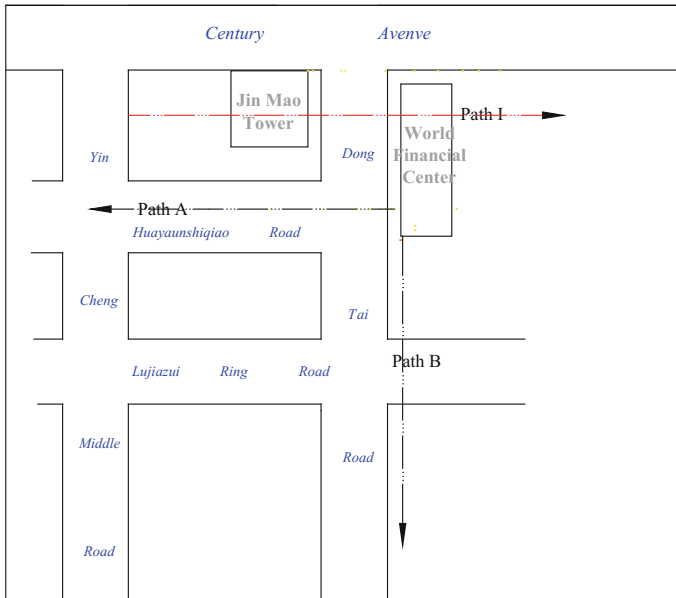 Century Avenve
Jin Mao
Tower
Path I
World
Financial
Center
Yin
Dong
Path A
Huayaunshiqiao Road
Cheng
Tai
Path B
Lujiazui Ring Road
Middle
Road
Road